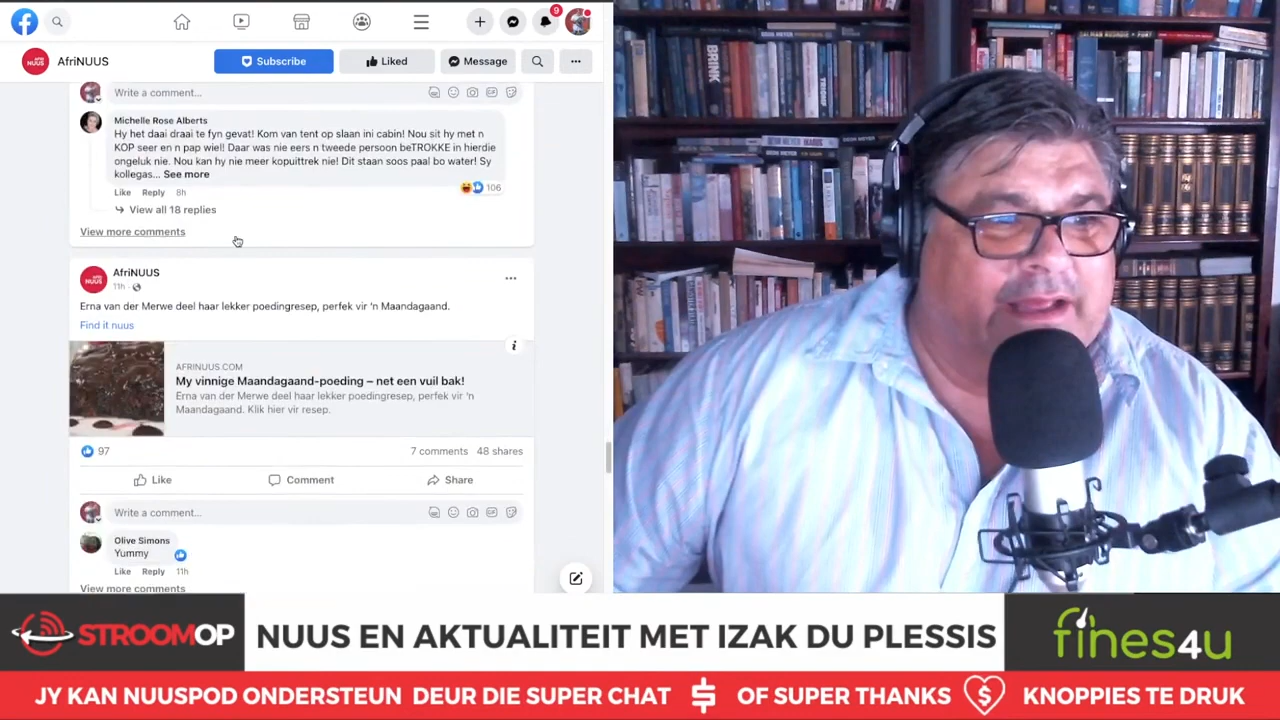 9
AfriNUUS
Subscribe
Liked
Message
Write a comment...
Michelle Rose Alberts
Hy het daai draai te fyn gevat! Kom van tent op slaan ini cabin! Nou sit hy met n
KOP seer en n pap wiel! Daar was nie eers n tweede persoon beTROKKE in hierdie
ongeluk nie. Nou kan hy nie meer kopuittrek nie! Dit staan soos paal bo water! Sy
kollegas... See more
106
Like Reply 8h
View all 18 replies
View more comments
AfriNUUS
AfriNUUS
11h
Erna van der Merwe deel haar lekker poedingresep, perfek vir 'n Maandagaand.
Find it nuus
AFRINUUS.COM
My vinnige Maandagaand-poeding – net een vuil bak!
Erna van der Merwe deel haar lekker poedingresep, perfek vir 'n
Maandagaand. Klik hier vir resep.
97
7 comments 48 shares
Like Comment Share
Write a comment...
Olive Simons
Yummy
Like Reply 11h
View more comments
BRINK
STROOMOP
NUUS EN AKTUALITEIT MET IZAK DU PLESSIS
fines4u
JY KAN NUUSPOD ONDERSTEUN DEUR DIE SUPER CHAT $ OF SUPER THANKS $ KNOPPIES TE DRUK